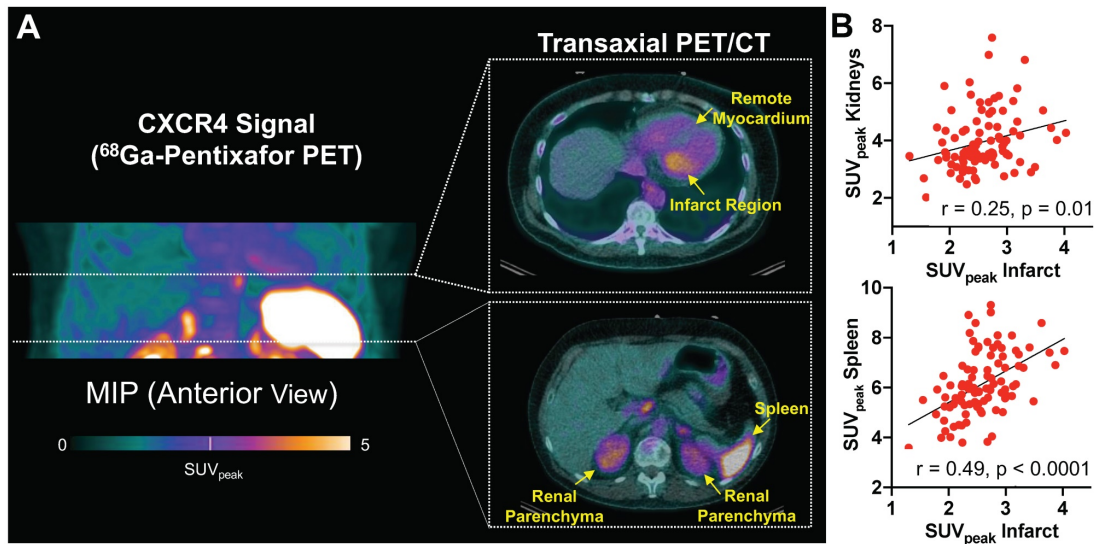 A
CXCR4 Signal
(⁶⁸Ga-Pentixafor PET)
MIP (Anterior View)
0
5
SUVpeak
Transaxial PET/CT
Remote
Myocardium
Infarct Region
Spleen
Renal
Parenchyma
Renal
Parenchyma
B
SUVpeak Kidneys
8
6
4
2
r = 0.25, p = 0.01
1 2 3 4
SUVpeak Infarct
SUVpeak Spleen
10
8
6
4
2
r = 0.49, p < 0.0001
1 2 3 4
SUVpeak Infarct